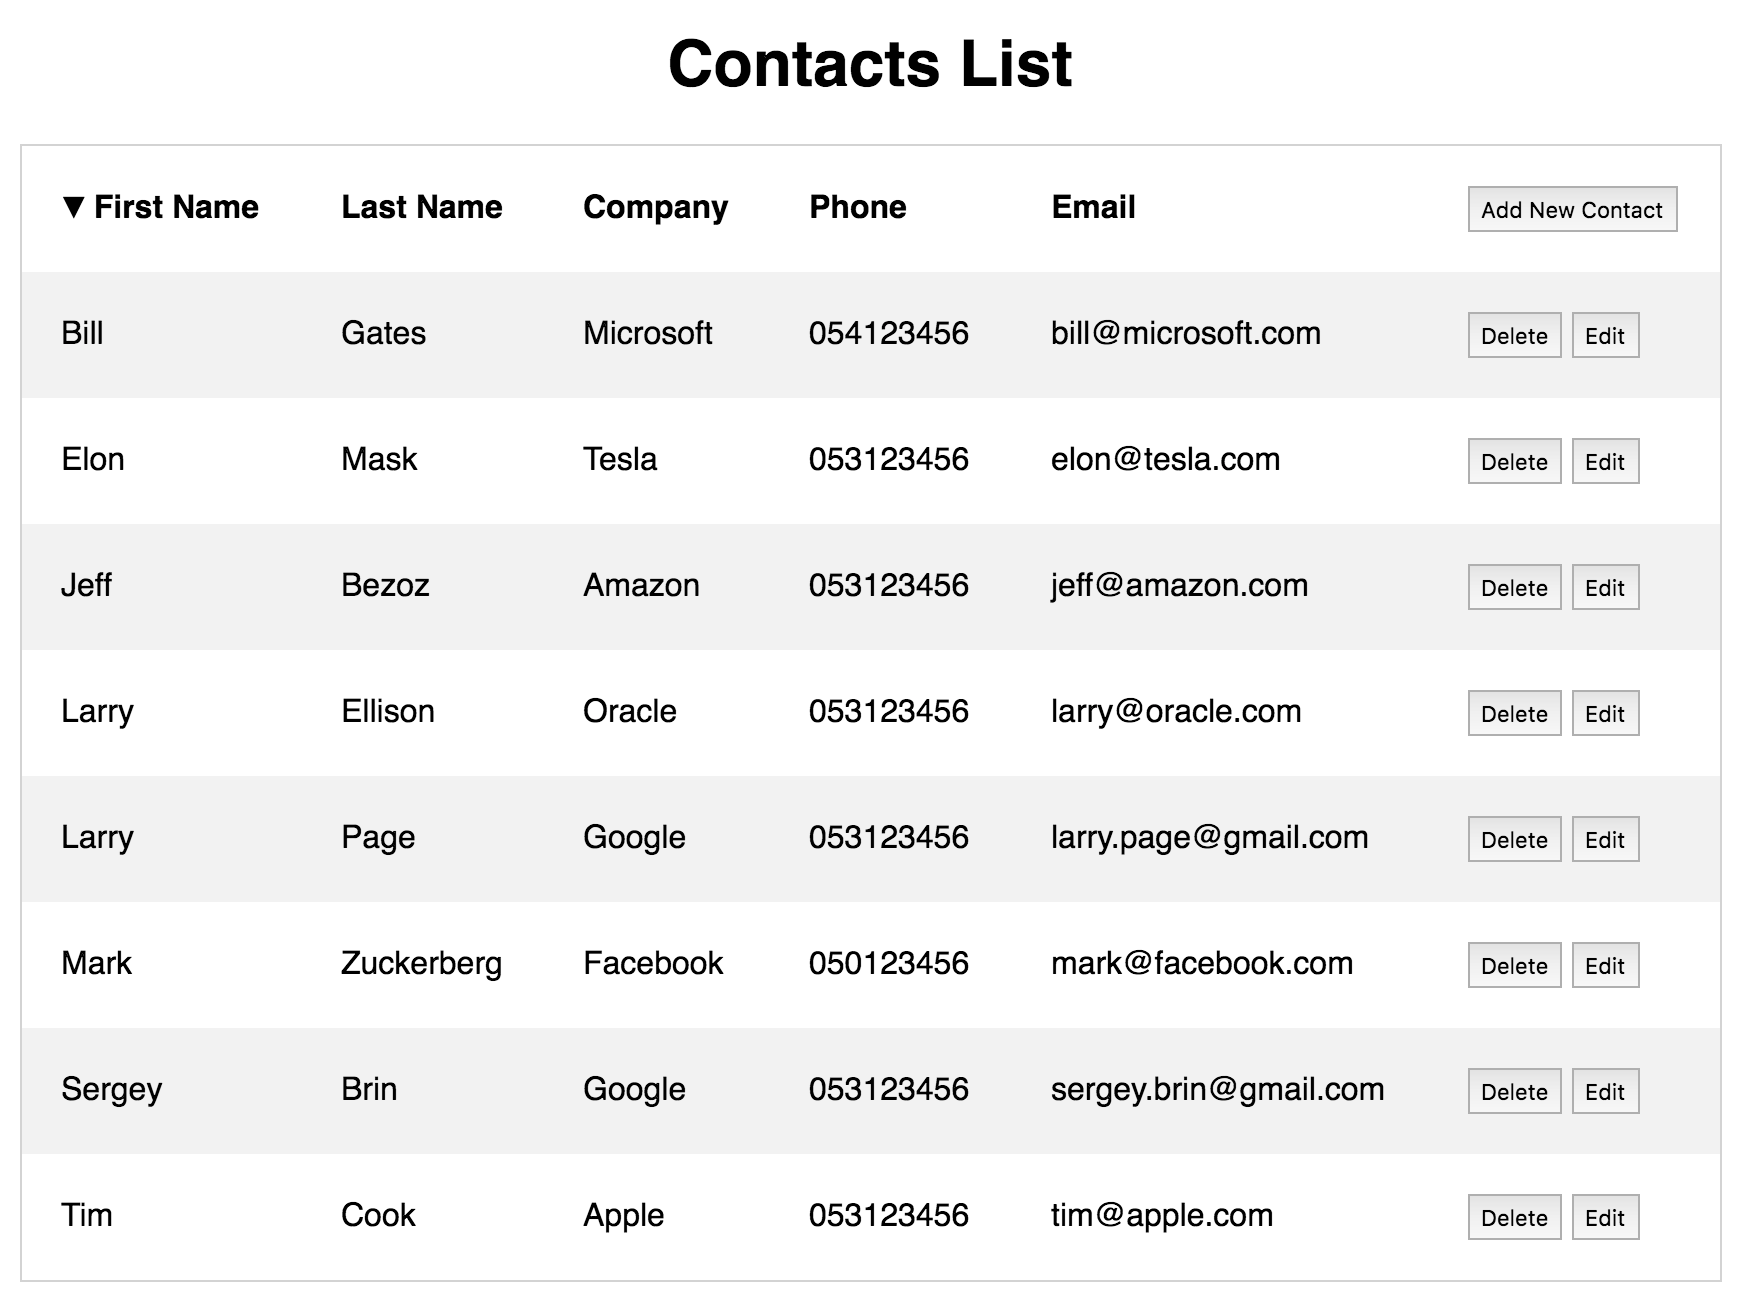 Contacts List
▼ First Name Last Name Company Phone Email Add New Contact
Bill Gates Microsoft 054123456 bill@microsoft.com Delete Edit
Elon Mask Tesla 053123456 elon@tesla.com Delete Edit
Jeff Bezoz Amazon 053123456 jeff@amazon.com Delete Edit
Larry Ellison Oracle 053123456 larry@oracle.com Delete Edit
Larry Page Google 053123456 larry.page@gmail.com Delete Edit
Mark Zuckerberg Facebook 050123456 mark@facebook.com Delete Edit
Sergey Brin Google 053123456 sergey.brin@gmail.com Delete Edit
Tim Cook Apple 053123456 tim@apple.com Delete Edit